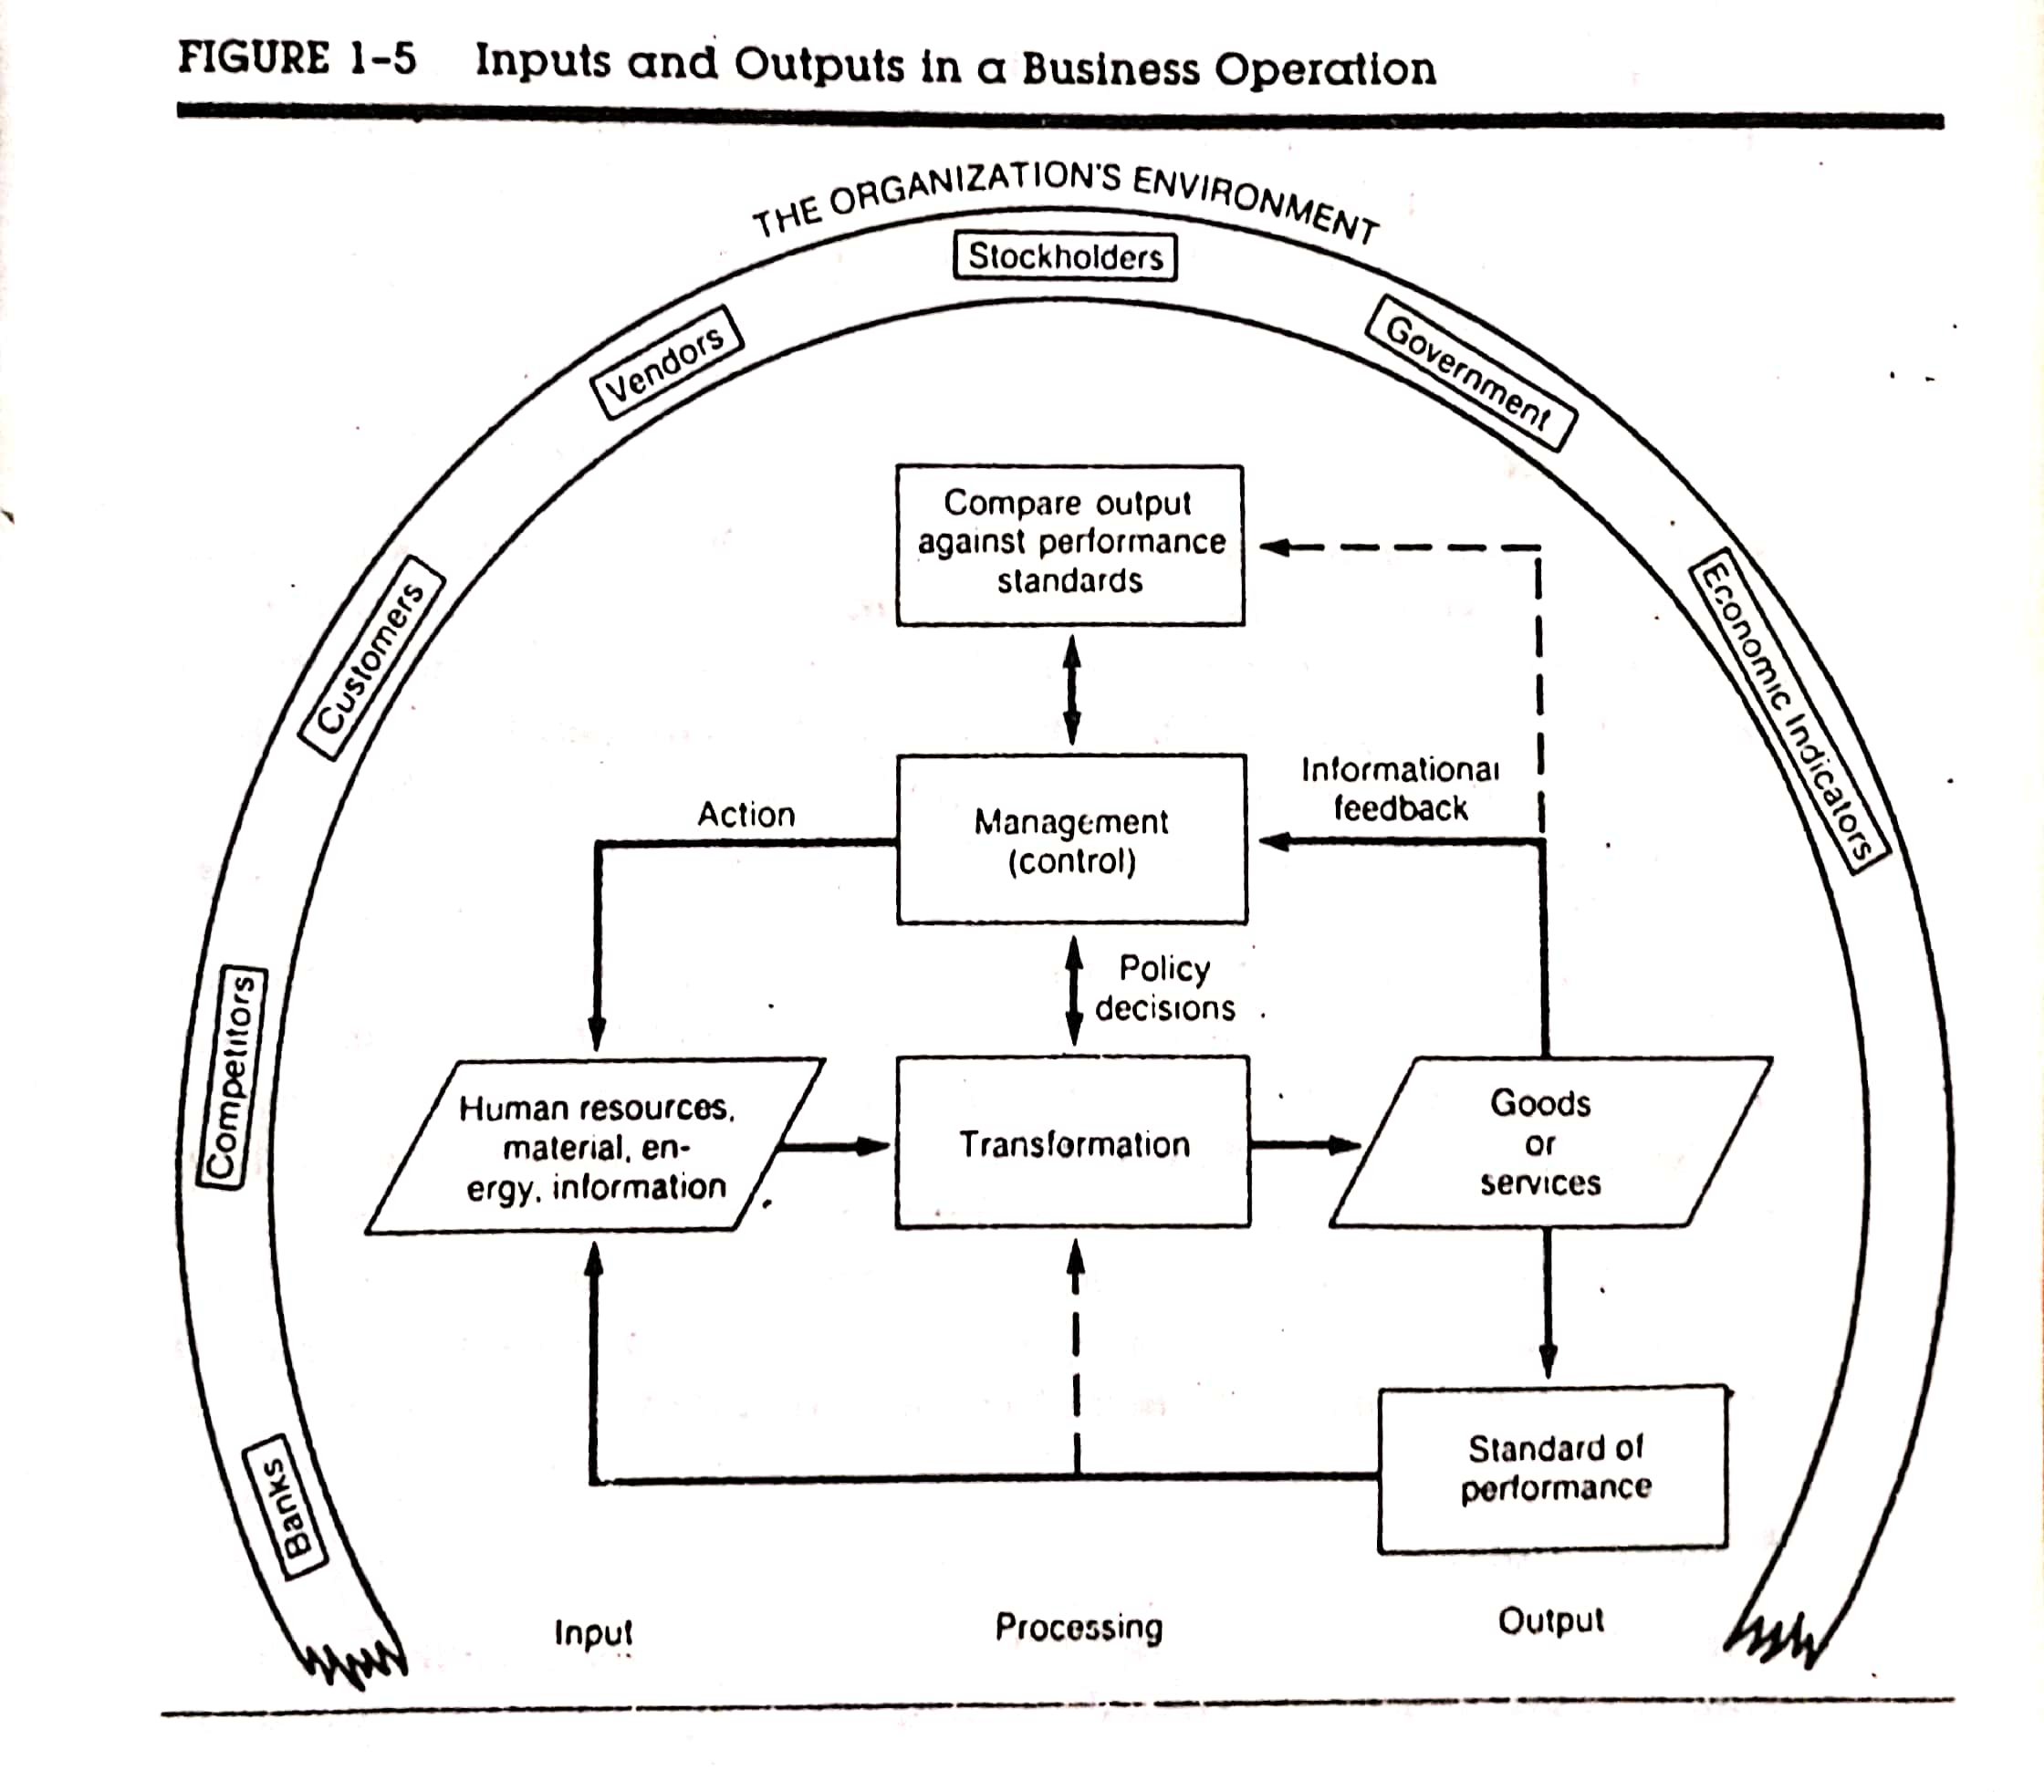 FIGURE 1–5 Inputs and Outputs in a Business Operation
THE ORGANIZATION'S ENVIRONMENT
Stockholders
Vendors
Government
Customers
Economic Indicators
Competitors
Banks
Compare output
against performance
standards
Informational
feedback
Action
Management
(control)
Policy
decisions
Human resources,
material, en-
ergy, information
Transformation
Goods
or
services
Standard of
performance
Input
Processing
Output